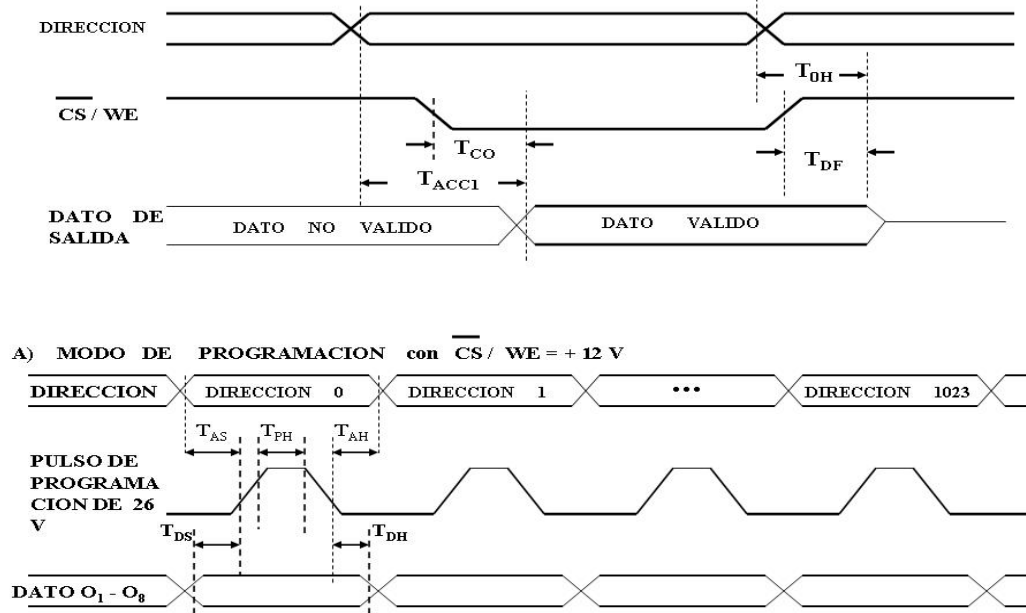 DIRECCION
T0H
CS / WE
TCO
TDF
TACC1
DATO DE
SALIDA
DATO NO VALIDO
DATO VALIDO
A) MODO DE PROGRAMACION con CS / WE = + 12 V
DIRECCION
DIRECCION 0
DIRECCION 1
...
DIRECCION 1023
TAS
TPH
TAH
PULSO DE
PROGRAMA
CION DE 26
V
TDS
TDH
DATO O1 - O8